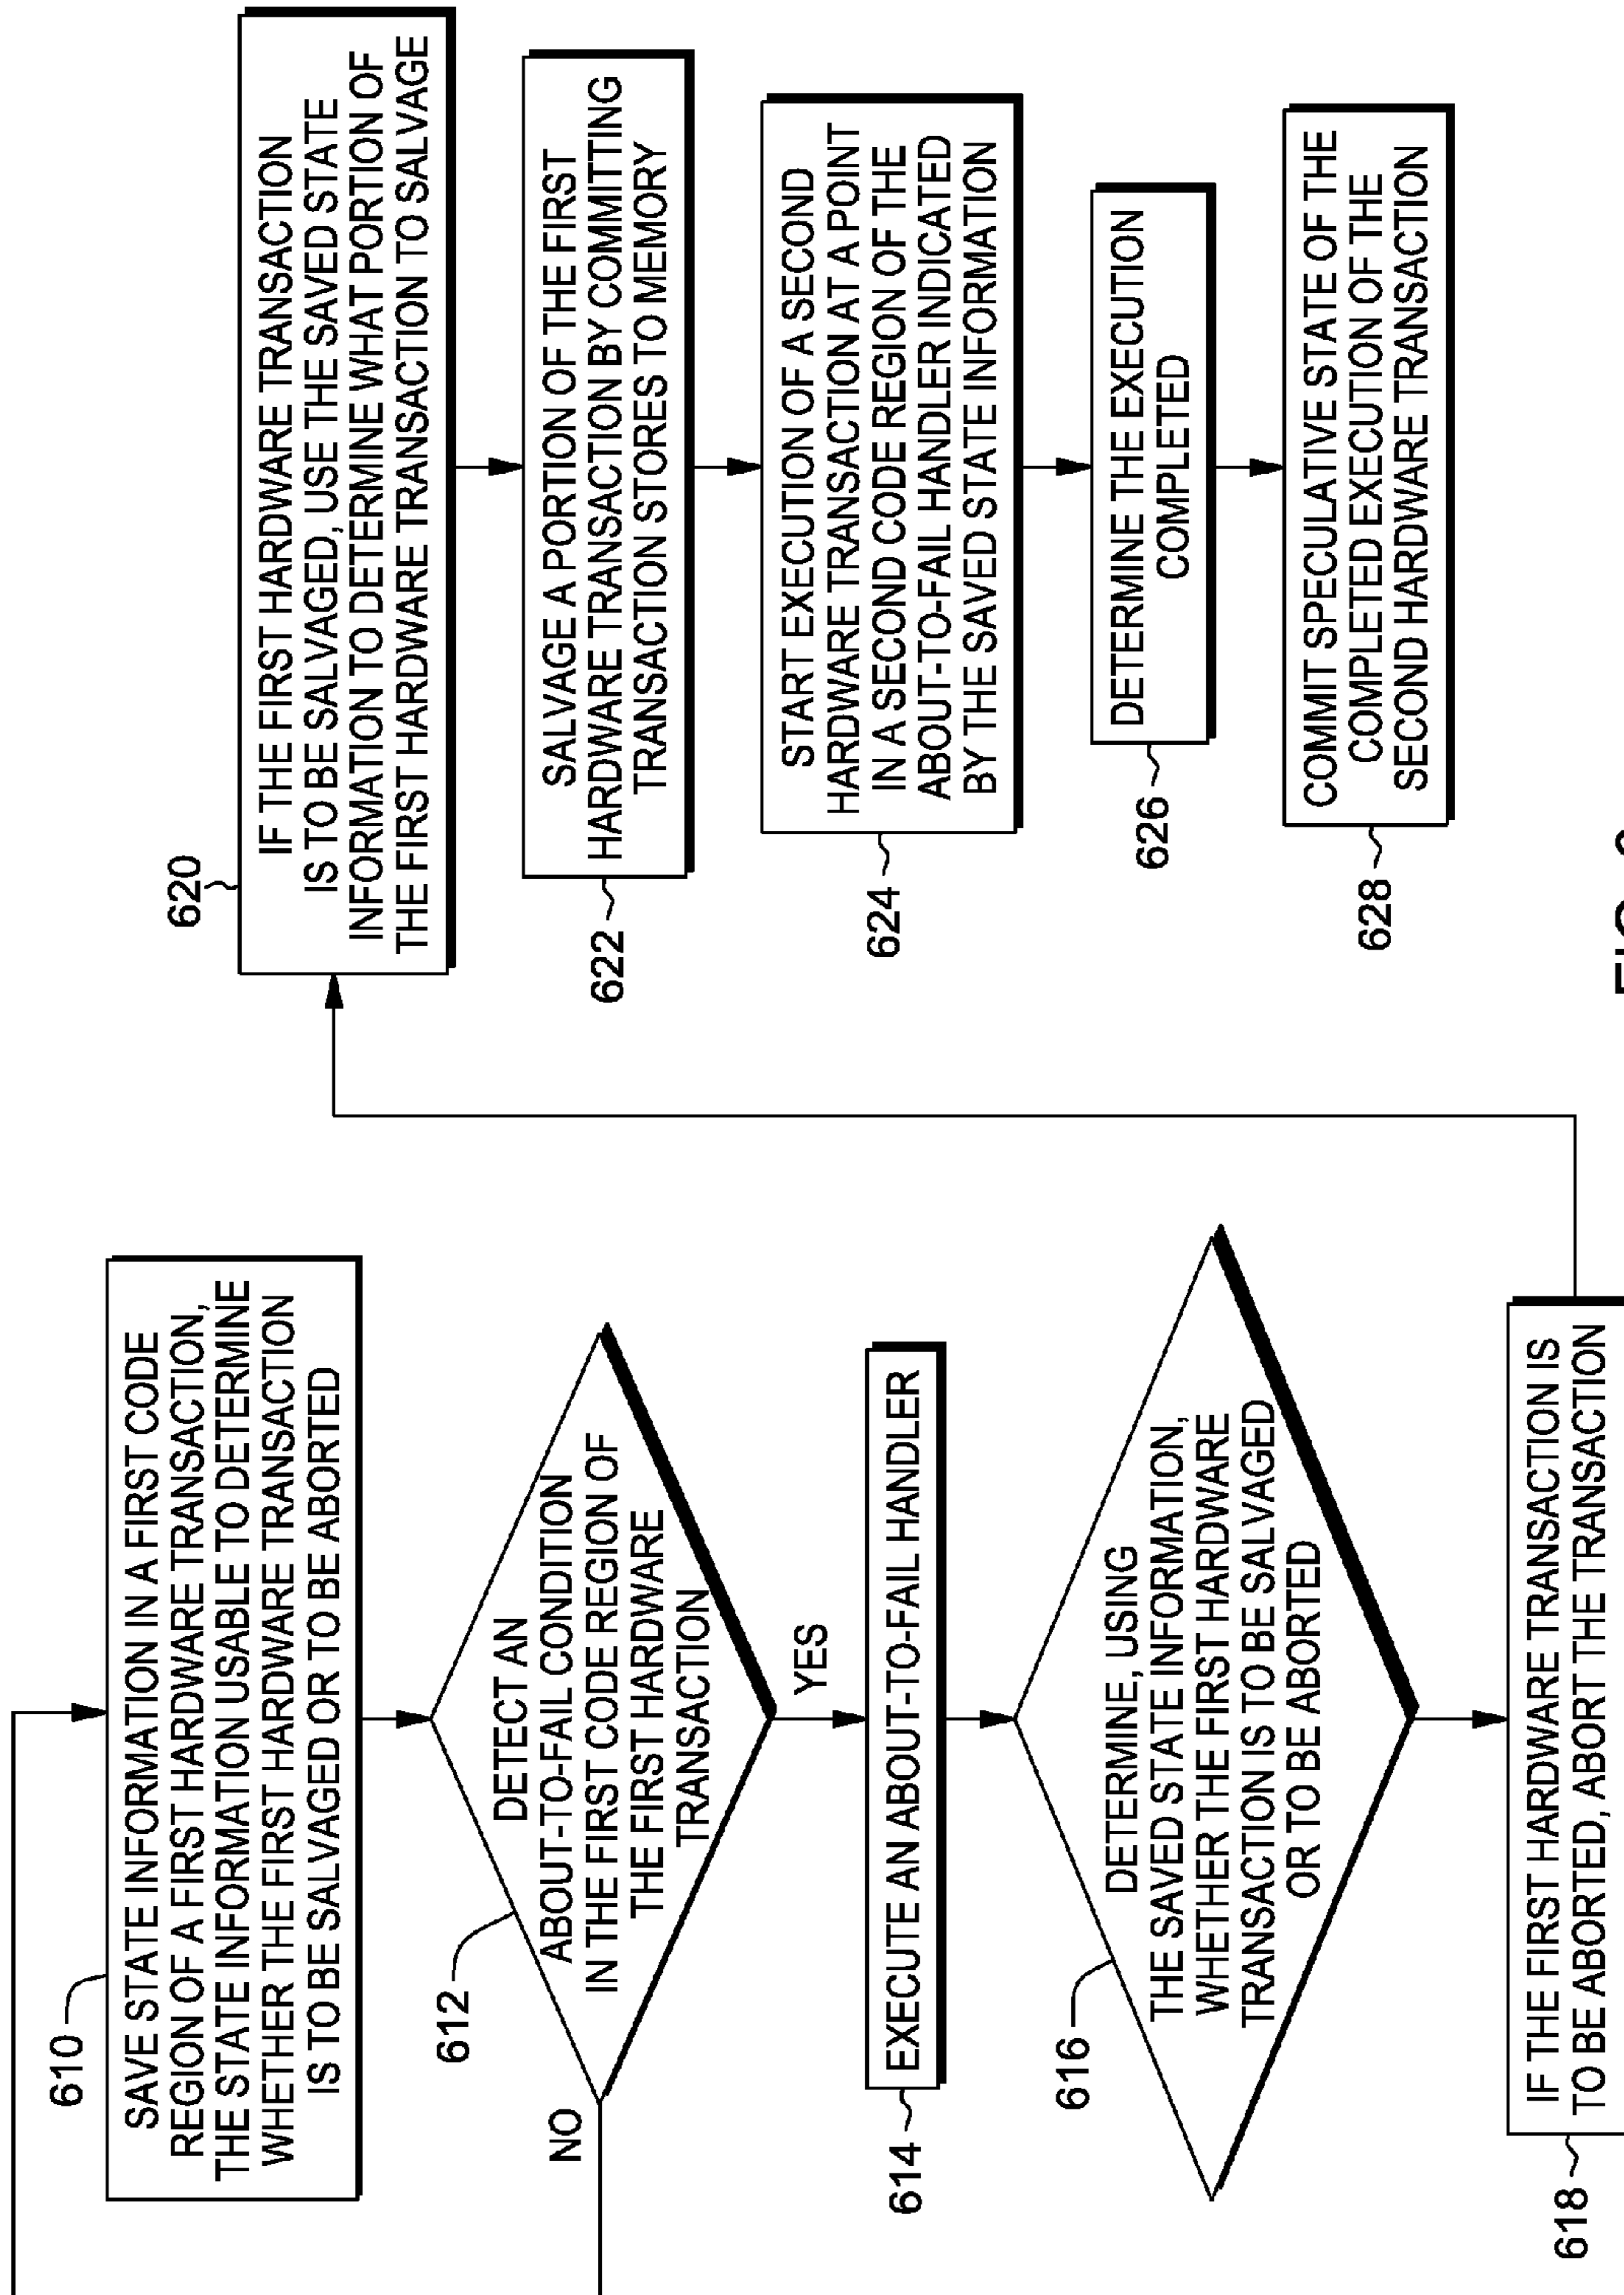 610
SAVE STATE INFORMATION IN A FIRST CODE
REGION OF A FIRST HARDWARE TRANSACTION,
THE STATE INFORMATION USABLE TO DETERMINE
WHETHER THE FIRST HARDWARE TRANSACTION
IS TO BE SALVAGED OR TO BE ABORTED
612
DETECT AN
ABOUT-TO-FAIL CONDITION
IN THE FIRST CODE REGION OF
THE FIRST HARDWARE
TRANSACTION
NO
YES
614
EXECUTE AN ABOUT-TO-FAIL HANDLER
616
DETERMINE, USING
THE SAVED STATE INFORMATION,
WHETHER THE FIRST HARDWARE
TRANSACTION IS TO BE SALVAGED
OR TO BE ABORTED
618
IF THE FIRST HARDWARE TRANSACTION IS
TO BE ABORTED, ABORT THE TRANSACTION
620
IF THE FIRST HARDWARE TRANSACTION
IS TO BE SALVAGED, USE THE SAVED STATE
INFORMATION TO DETERMINE WHAT PORTION OF
THE FIRST HARDWARE TRANSACTION TO SALVAGE
622
SALVAGE A PORTION OF THE FIRST
HARDWARE TRANSACTION BY COMMITTING
TRANSACTION STORES TO MEMORY
624
START EXECUTION OF A SECOND
HARDWARE TRANSACTION AT A POINT
IN A SECOND CODE REGION OF THE
ABOUT-TO-FAIL HANDLER INDICATED
BY THE SAVED STATE INFORMATION
626
DETERMINE THE EXECUTION
COMPLETED
628
COMMIT SPECULATIVE STATE OF THE
COMPLETED EXECUTION OF THE
SECOND HARDWARE TRANSACTION